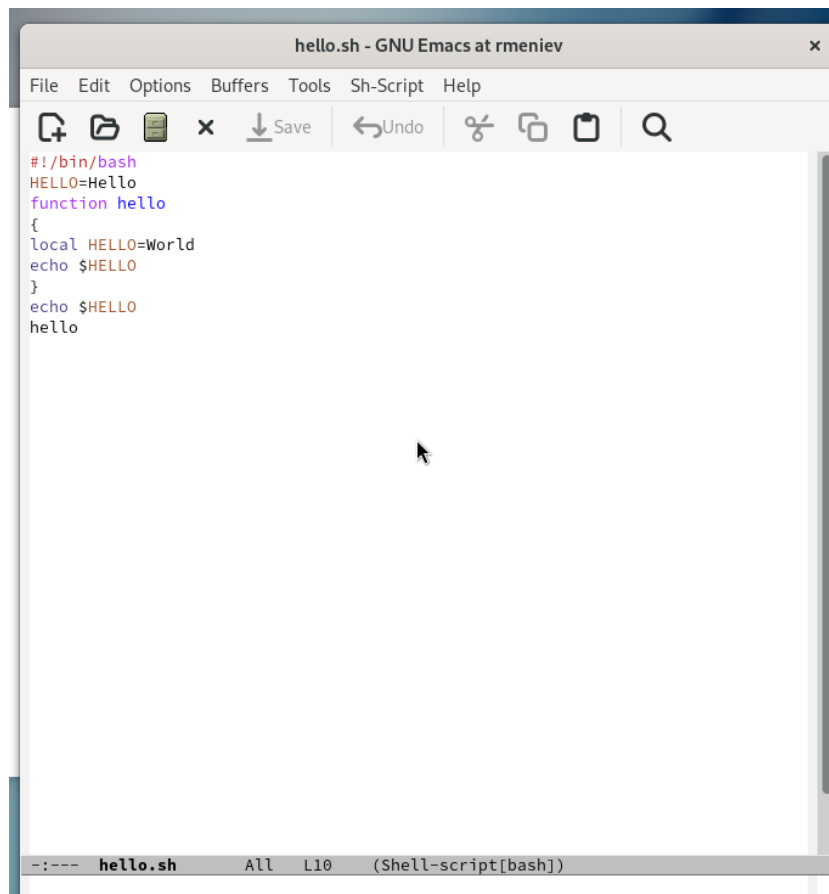 hello.sh - GNU Emacs at rmeniev
File Edit Options Buffers Tools Sh-Script Help
Save Undo
#!/bin/bash
HELLO=Hello
function hello
{
local HELLO=World
echo $HELLO
}
echo $HELLO
hello
-:--- hello.sh All L10 (Shell-script[bash])